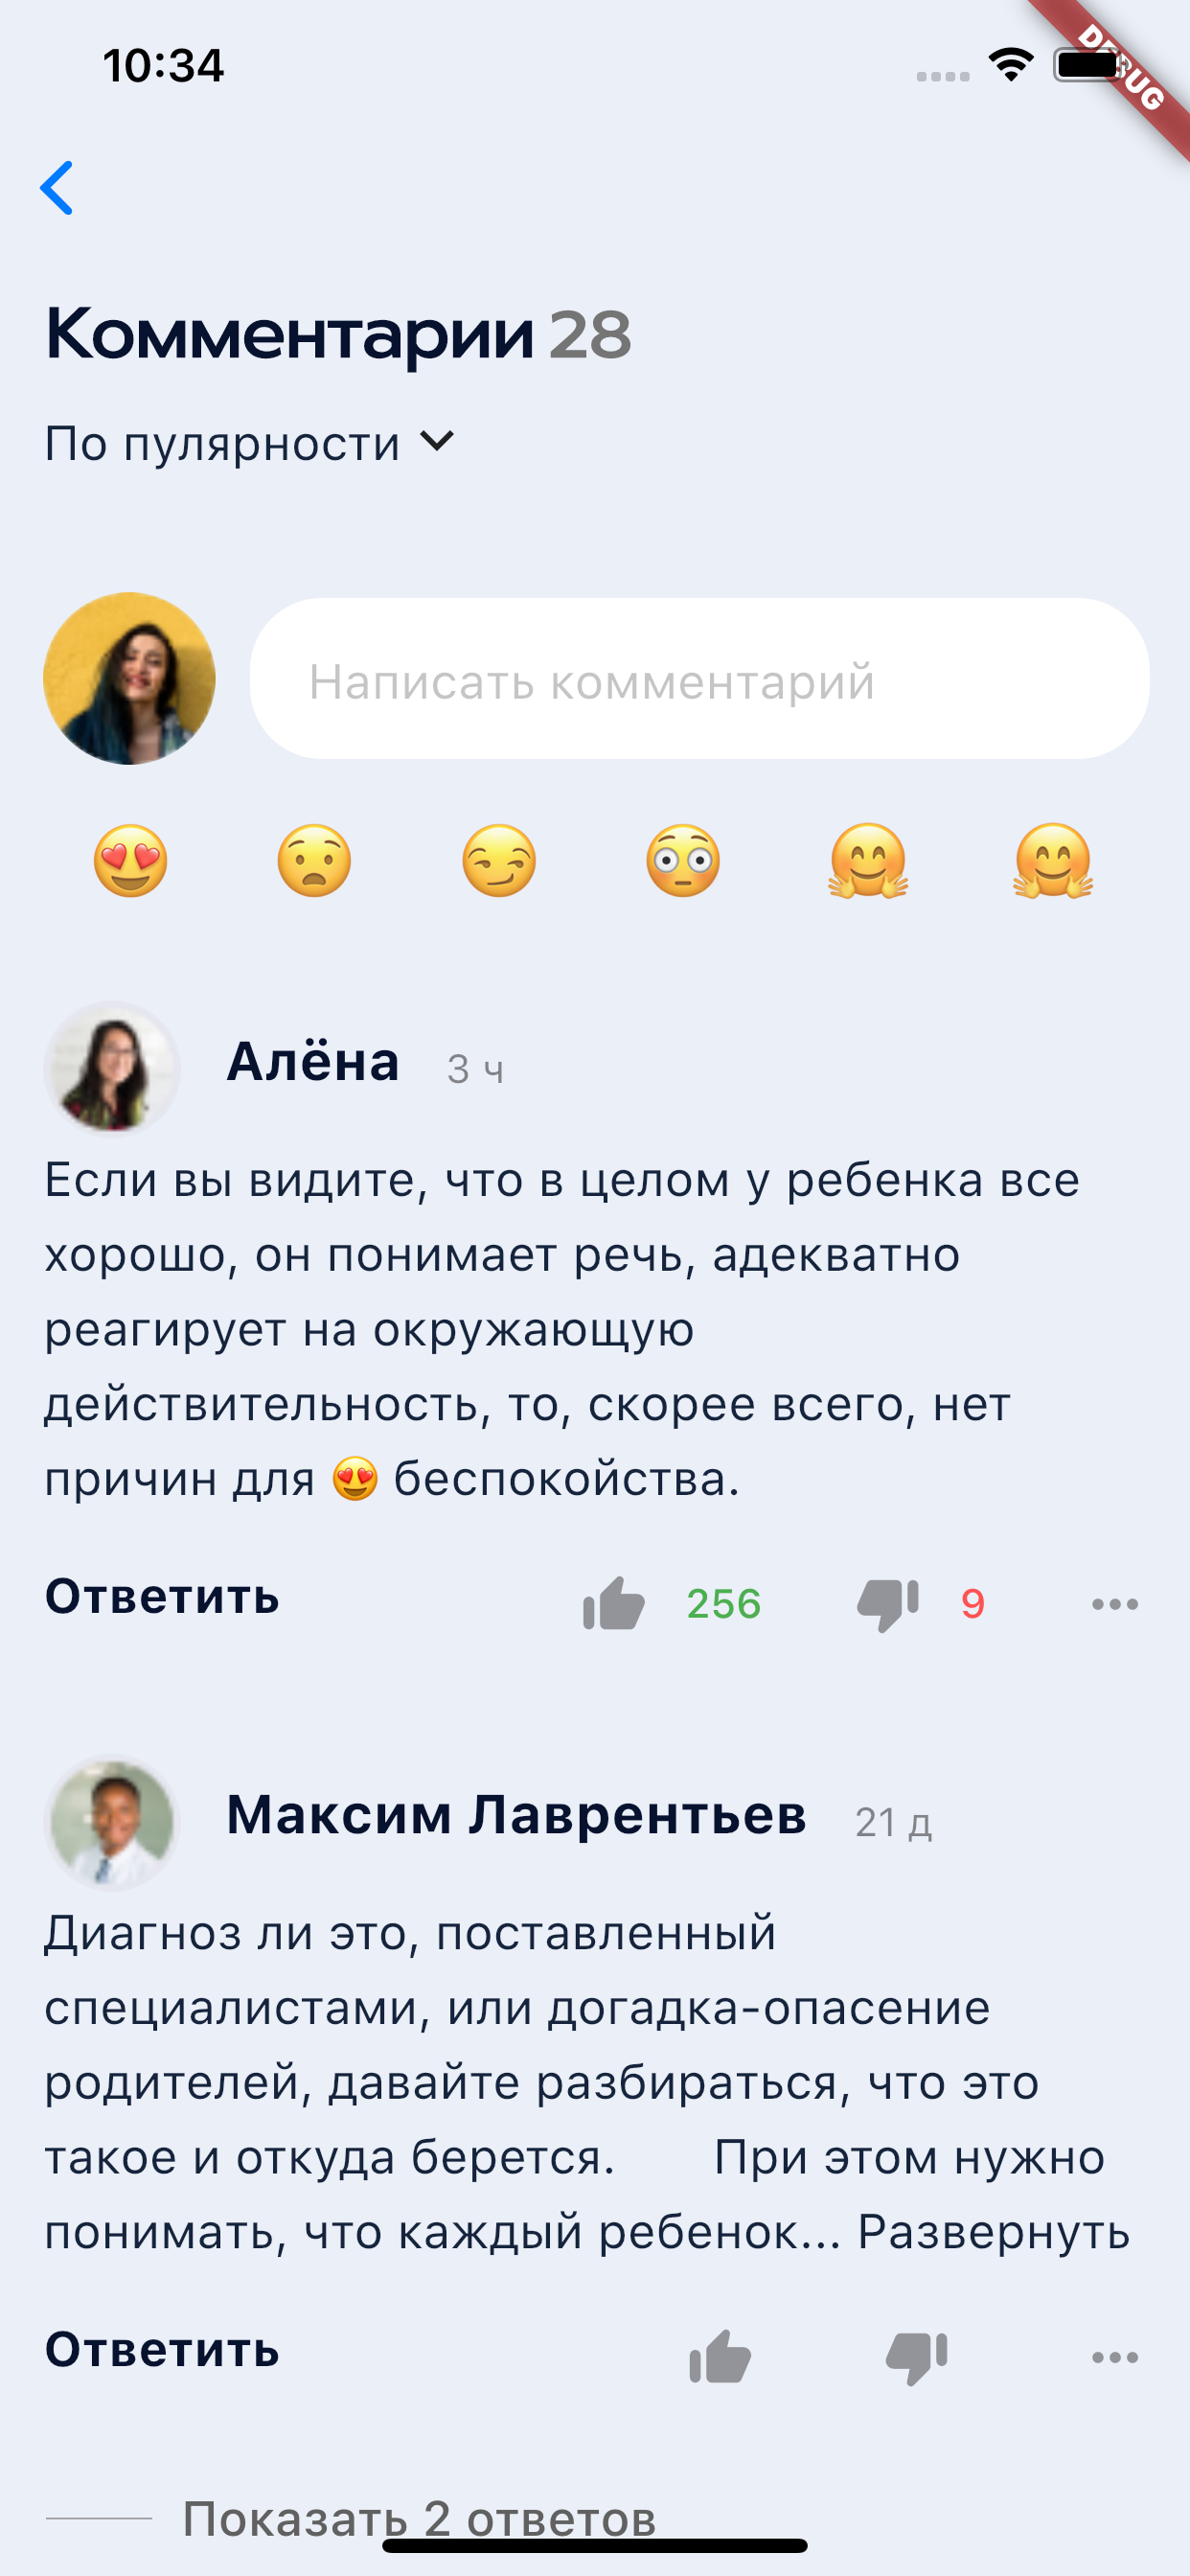 10:34
DEBUG
Комментарии 28
По пулярности
Написать комментарий
Алёна 3 ч
Если вы видите, что в целом у ребенка все
хорошо, он понимает речь, адекватно
реагирует на окружающую
действительность, то, скорее всего, нет
причин для 😍 беспокойства.
Ответить 256 9
Максим Лаврентьев 21 д
Диагноз ли это, поставленный
специалистами, или догадка-опасение
родителей, давайте разбираться, что это
такое и откуда берется. При этом нужно
понимать, что каждый ребенок... Развернуть
Ответить
Показать 2 ответов